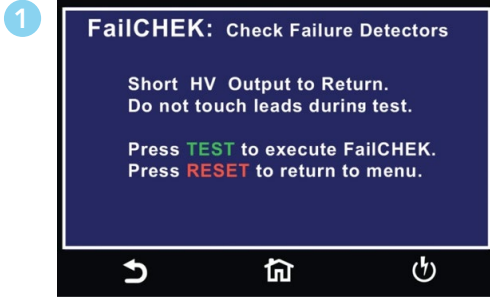 1
FailCHEK: Check Failure Detectors
Short HV Output to Return.
Do not touch leads during test.
Press TEST to execute FailCHEK.
Press RESET to return to menu.